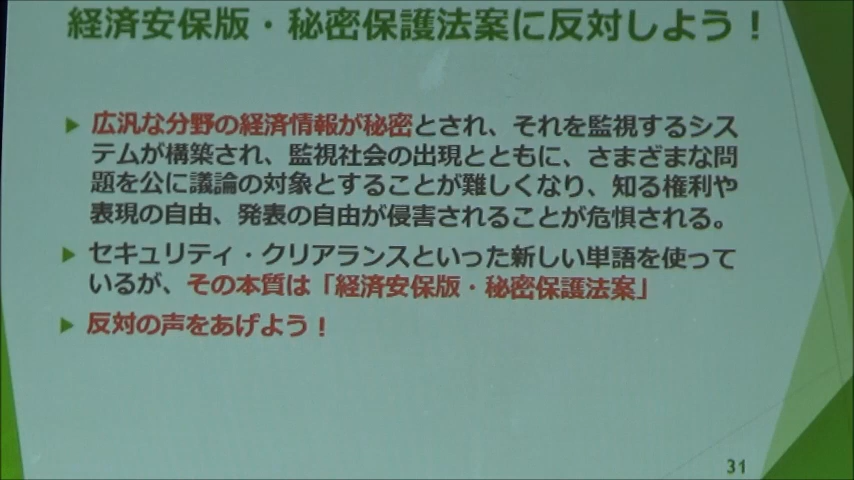 経済安保版・秘密保護法案に反対しよう！
広汎な分野の経済情報が秘密とされ、それを監視するシス
テムが構築され、監視社会の出現とともに、さまざまな問
題を公に議論の対象とすることが難しくなり、知る権利や
表現の自由、発表の自由が侵害されることが危惧される。
セキュリティ・クリアランスといった新しい単語を使って
いるが、その本質は「経済安保版・秘密保護法案」
反対の声をあげよう！
31